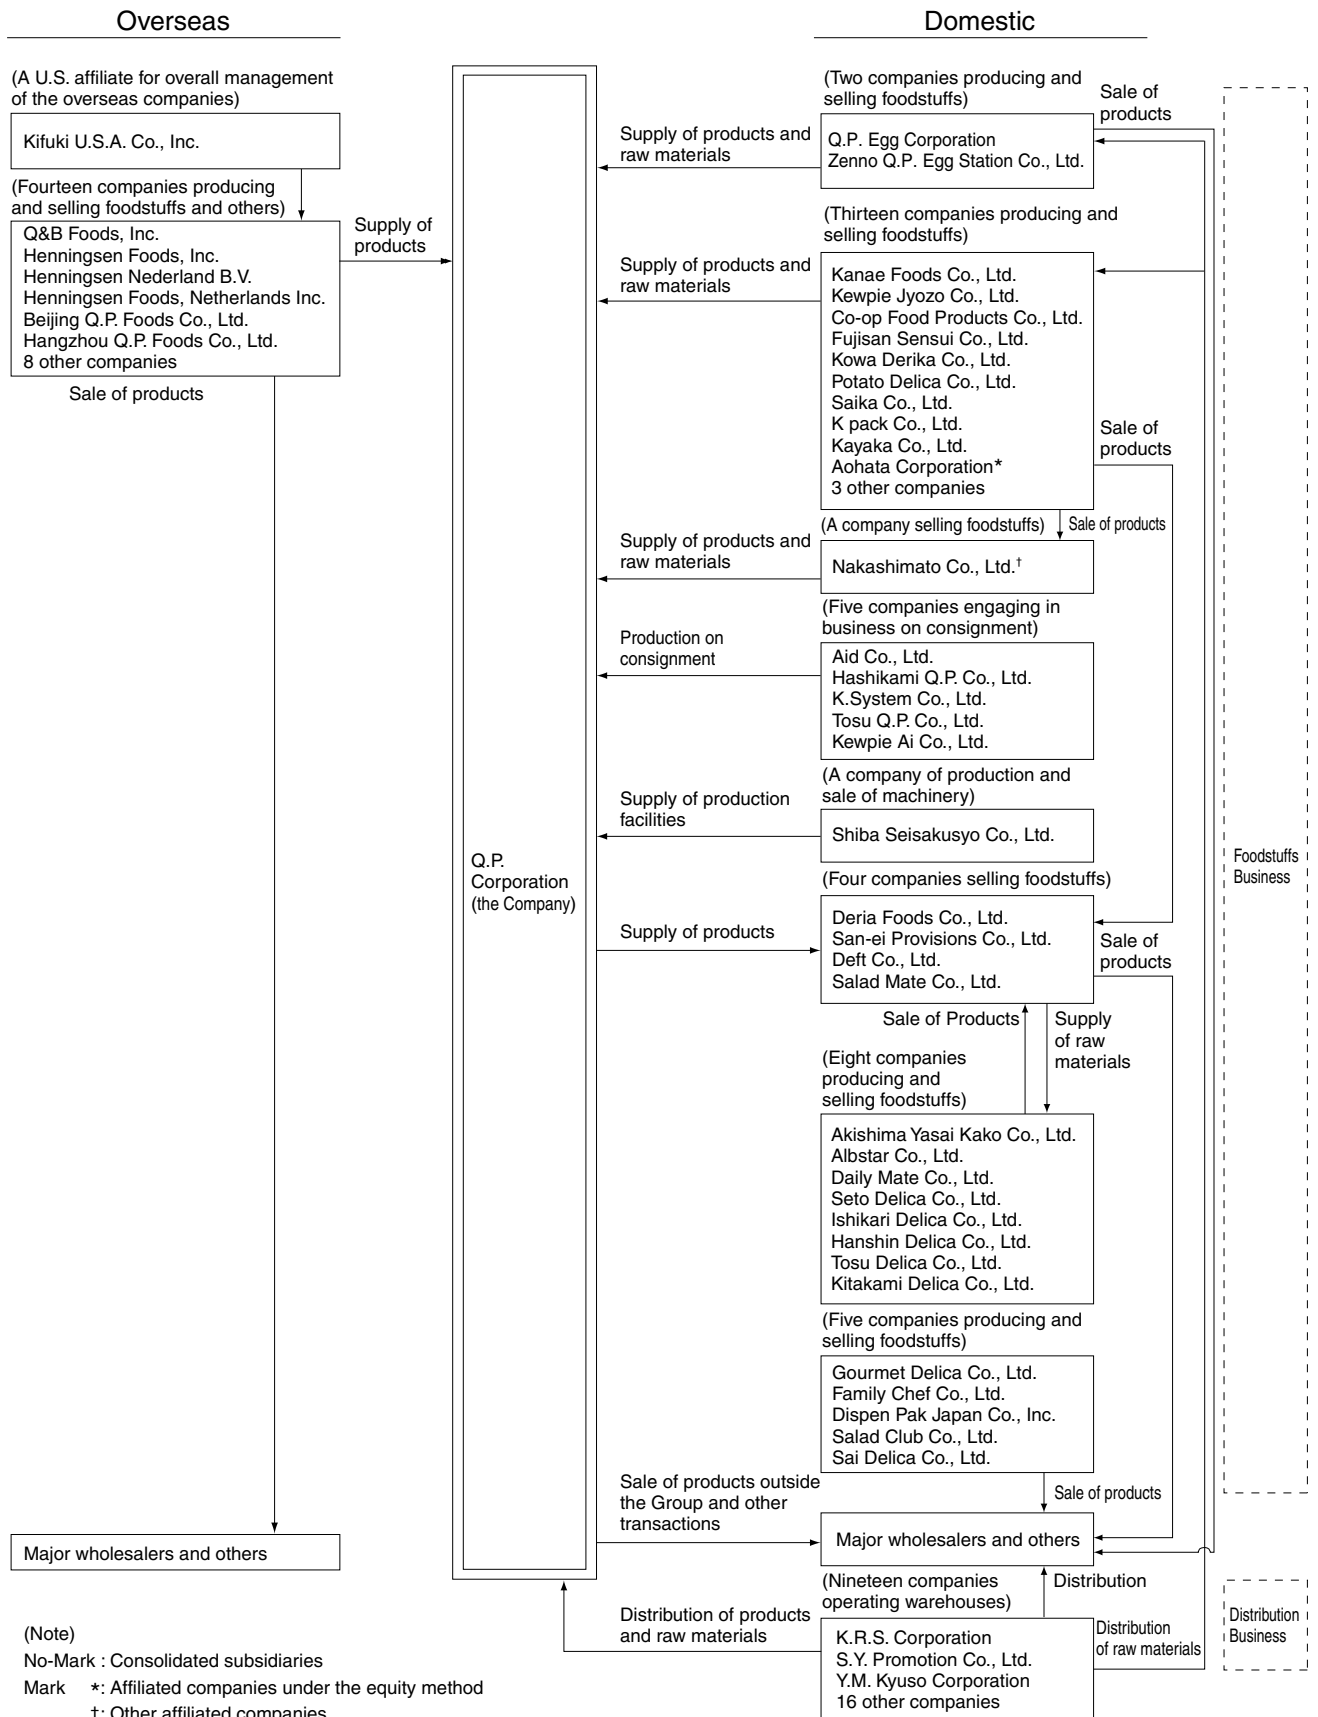 Overseas
(A U.S. affiliate for overall management
of the overseas companies)
Kifuki U.S.A. Co., Inc.
(Fourteen companies producing
and selling foodstuffs and others)
Q&B Foods, Inc.
Henningsen Foods, Inc.
Henningsen Nederland B.V.
Henningsen Foods, Netherlands Inc.
Beijing Q.P. Foods Co., Ltd.
Hangzhou Q.P. Foods Co., Ltd.
8 other companies
Sale of products
Supply of
products
Major wholesalers and others
Q.P.
Corporation
(the Company)
Domestic
(Two companies producing and
selling foodstuffs)
Sale of
products
Supply of products and
raw materials
Q.P. Egg Corporation
Zenno Q.P. Egg Station Co., Ltd.
(Thirteen companies producing and
selling foodstuffs)
Supply of products and
raw materials
Kanae Foods Co., Ltd.
Kewpie Jyozo Co., Ltd.
Co-op Food Products Co., Ltd.
Fujisan Sensui Co., Ltd.
Kowa Derika Co., Ltd.
Potato Delica Co., Ltd.
Saika Co., Ltd.
K pack Co., Ltd.
Kayaka Co., Ltd.
Aohata Corporation*
3 other companies
Sale of
products
(A company selling foodstuffs)
Sale of products
Supply of products and
raw materials
Nakashimato Co., Ltd.†
(Five companies engaging in
business on consignment)
Production on
consignment
Aid Co., Ltd.
Hashikami Q.P. Co., Ltd.
K.System Co., Ltd.
Tosu Q.P. Co., Ltd.
Kewpie Ai Co., Ltd.
(A company of production and
sale of machinery)
Supply of production
facilities
Shiba Seisakusyo Co., Ltd.
(Four companies selling foodstuffs)
Supply of products
Deria Foods Co., Ltd.
San-ei Provisions Co., Ltd.
Deft Co., Ltd.
Salad Mate Co., Ltd.
Sale of
products
Sale of Products
Supply
of raw
materials
(Eight companies
producing and
selling foodstuffs)
Akishima Yasai Kako Co., Ltd.
Albstar Co., Ltd.
Daily Mate Co., Ltd.
Seto Delica Co., Ltd.
Ishikari Delica Co., Ltd.
Hanshin Delica Co., Ltd.
Tosu Delica Co., Ltd.
Kitakami Delica Co., Ltd.
(Five companies producing and
selling foodstuffs)
Gourmet Delica Co., Ltd.
Family Chef Co., Ltd.
Dispen Pak Japan Co., Inc.
Salad Club Co., Ltd.
Sai Delica Co., Ltd.
Sale of products
Sale of products outside
the Group and other
transactions
Major wholesalers and others
(Nineteen companies
operating warehouses)
Distribution
Distribution of products
and raw materials
K.R.S. Corporation
S.Y. Promotion Co., Ltd.
Y.M. Kyuso Corporation
16 other companies
Distribution
of raw materials
Foodstuffs
Business
Distribution
Business
(Note)
No-Mark : Consolidated subsidiaries
Mark *: Affiliated companies under the equity method
†: Other affiliated companies